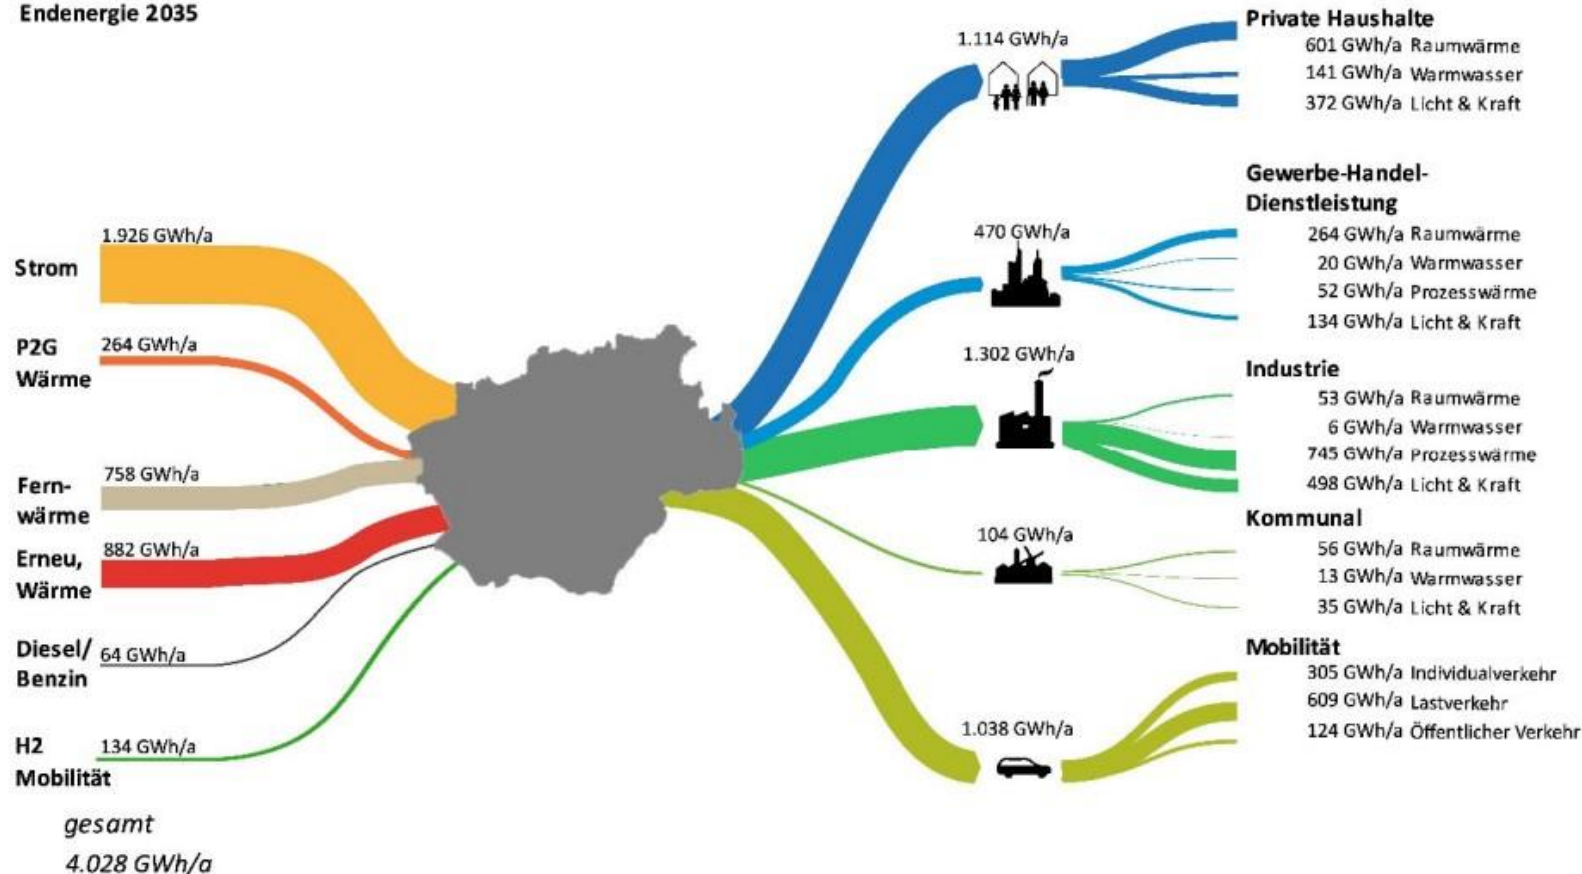 Endenergie 2035
1.926 GWh/a
Strom
P2G
Wärme
264 GWh/a
758 GWh/a
Fern-
wärme
882 GWh/a
Erneu,
Wärme
Diesel/
Benzin
64 GWh/a
H2
Mobilität
134 GWh/a
gesamt
4.028 GWh/a
1.114 GWh/a
Private Haushalte
601 GWh/a Raumwärme
141 GWh/a Warmwasser
372 GWh/a Licht & Kraft
470 GWh/a
Gewerbe-Handel-
Dienstleistung
264 GWh/a Raumwärme
20 GWh/a Warmwasser
52 GWh/a Prozesswärme
134 GWh/a Licht & Kraft
1.302 GWh/a
Industrie
53 GWh/a Raumwärme
6 GWh/a Warmwasser
745 GWh/a Prozesswärme
498 GWh/a Licht & Kraft
104 GWh/a
Kommunal
56 GWh/a Raumwärme
13 GWh/a Warmwasser
35 GWh/a Licht & Kraft
1.038 GWh/a
Mobilität
305 GWh/a Individualverkehr
609 GWh/a Lastverkehr
124 GWh/a Öffentlicher Verkehr